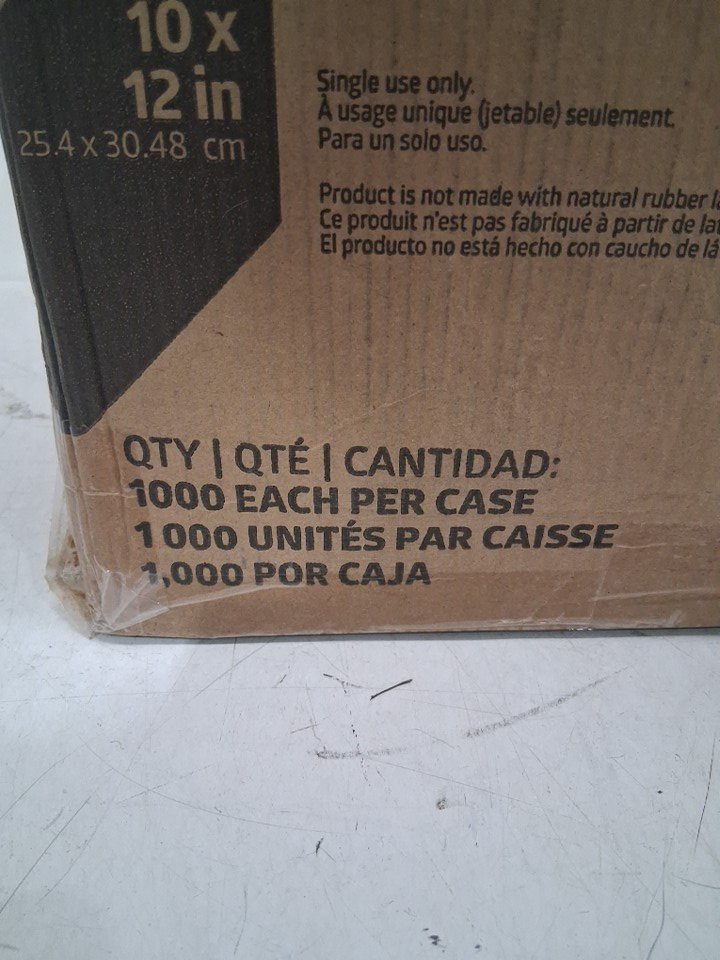 10 x
12 in
25.4 x 30.48 cm
Single use only.
À usage unique (jetable) seulement.
Para un solo uso.
Product is not made with natural rubber
Ce produit n'est pas fabriqué à partir de
El producto no está hecho con caucho de
QTY | QTÉ | CANTIDAD:
1000 EACH PER CASE
1 000 UNITÉS PAR CAISSE
1,000 POR CAJA